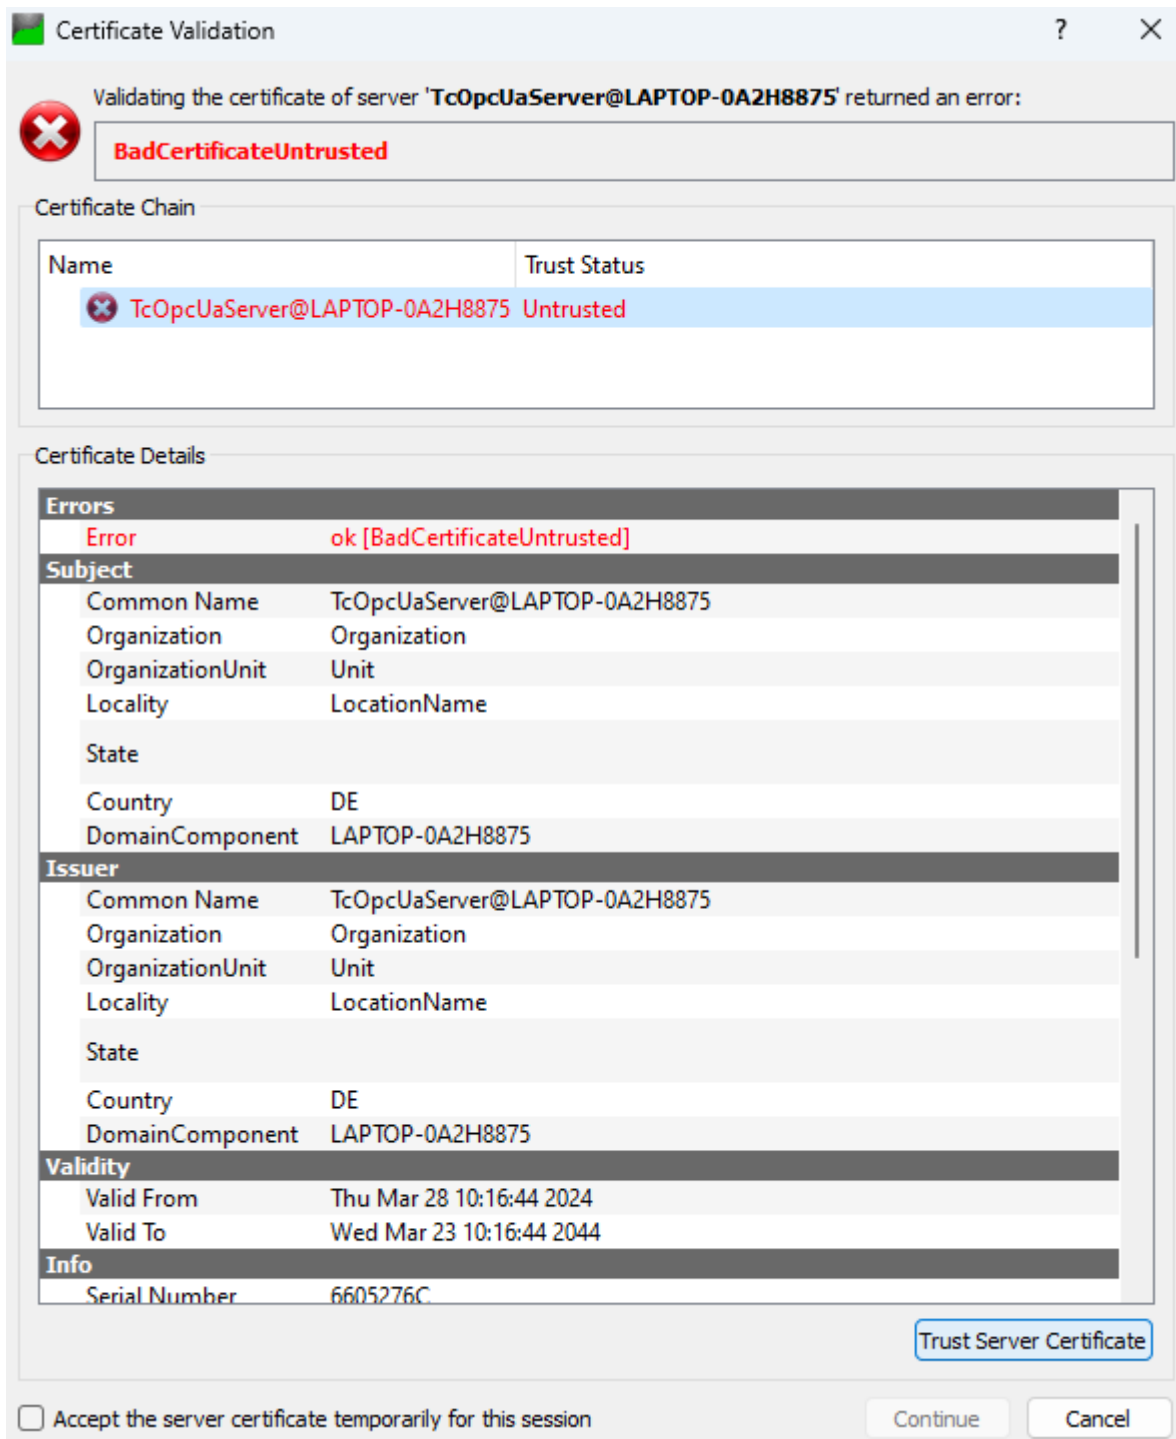 Certificate Validation ?
Validating the certificate of server 'TcOpcUaServer@LAPTOP-0A2H8875' returned an error:
BadCertificateUntrusted
Certificate Chain
Name Trust Status
TcOpcUaServer@LAPTOP-0A2H8875 Untrusted
Certificate Details
Errors
Error ok [BadCertificateUntrusted]
Subject
Common Name TcOpcUaServer@LAPTOP-0A2H8875
Organization Organization
OrganizationUnit Unit
Locality LocationName
State
Country DE
DomainComponent LAPTOP-0A2H8875
Issuer
Common Name TcOpcUaServer@LAPTOP-0A2H8875
Organization Organization
OrganizationUnit Unit
Locality LocationName
State
Country DE
DomainComponent LAPTOP-0A2H8875
Validity
Valid From Thu Mar 28 10:16:44 2024
Valid To Wed Mar 23 10:16:44 2044
Info
Serial Number 6605276C
Trust Server Certificate
Accept the server certificate temporarily for this session Continue Cancel